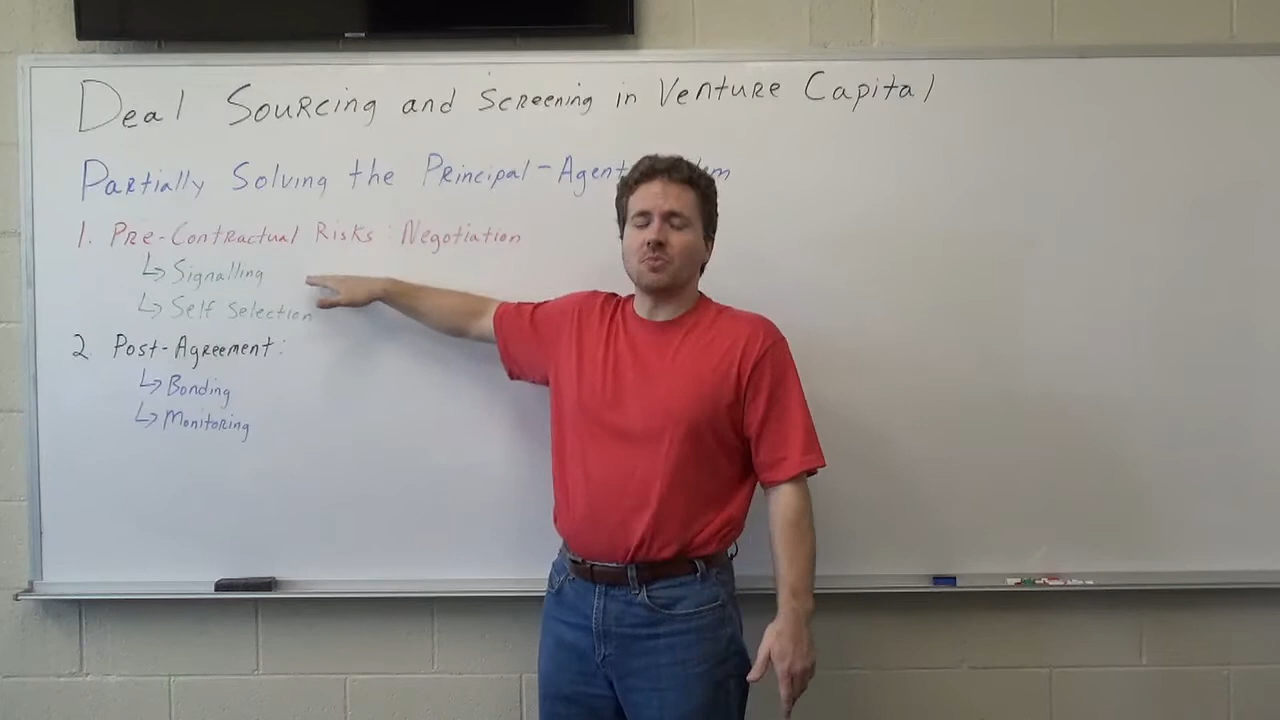 Deal Sourcing and Screening in Venture Capital
Partially Solving the Principal-Agent
1. Pre-Contractual Risks: Negotiation
↳ Signalling
↳ Self Selection
2. Post-Agreement:
↳ Bonding
↳ Monitoring